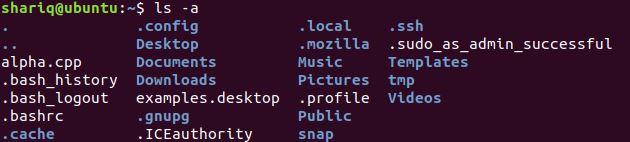 shariq@ubuntu:~$ ls -a
. .config .local .ssh
.. Desktop .mozilla .sudo_as_admin_successful
alpha.cpp Documents Music Templates
.bash_history Downloads Pictures tmp
.bash_logout examples.desktop .profile Videos
.bashrc .gnupg Public
.cache .ICEauthority snap